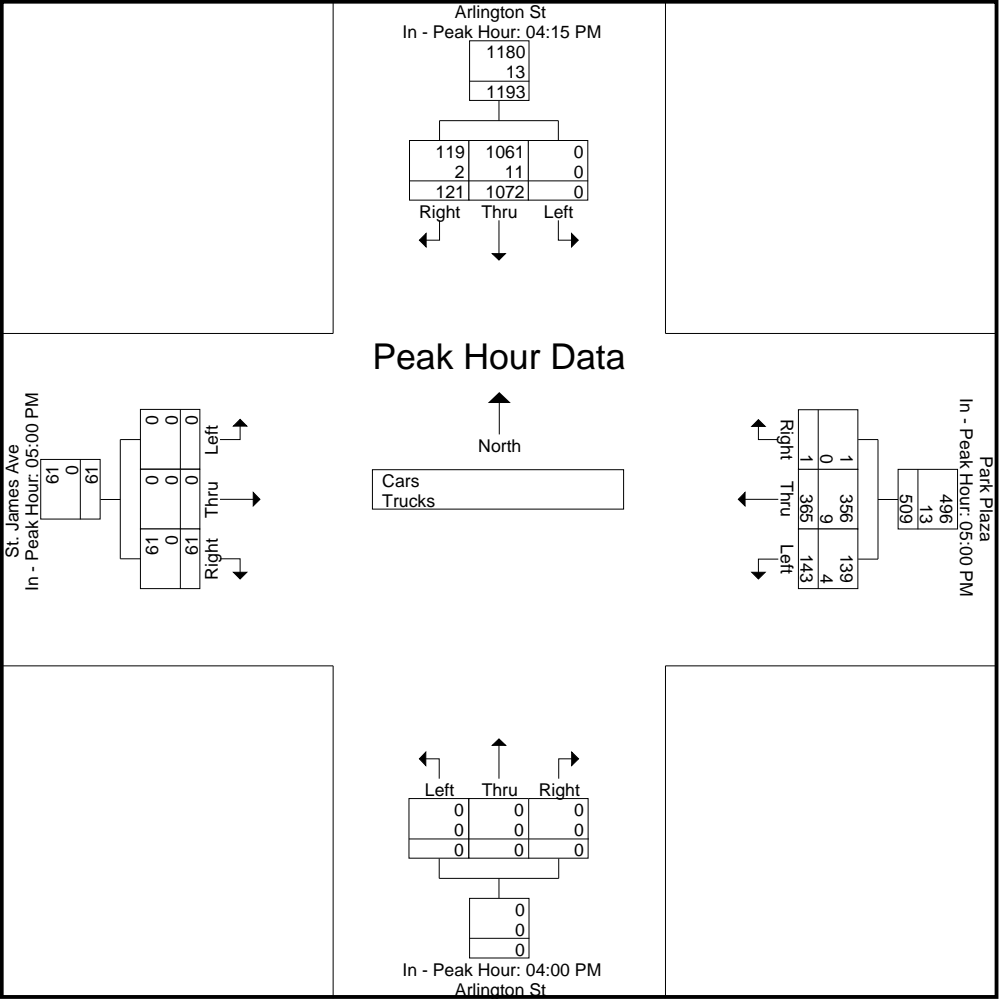 Arlington St
In - Peak Hour: 04:15 PM
1180
13
1193
119 1061 0
2 11 0
121 1072 0
Right Thru Left
Peak Hour Data
North
Cars
Trucks
St. James Ave
In - Peak Hour: 05:00 PM
61
0
61
0 0 61
0 0 0
0 0 61
Left Thru Right
Park Plaza
In - Peak Hour: 05:00 PM
496
13
509
1 356 139
0 9 4
1 365 143
Right Thru Left
Left Thru Right
0 0 0
0 0 0
0 0 0
0
0
0
In - Peak Hour: 04:00 PM
Arlington St